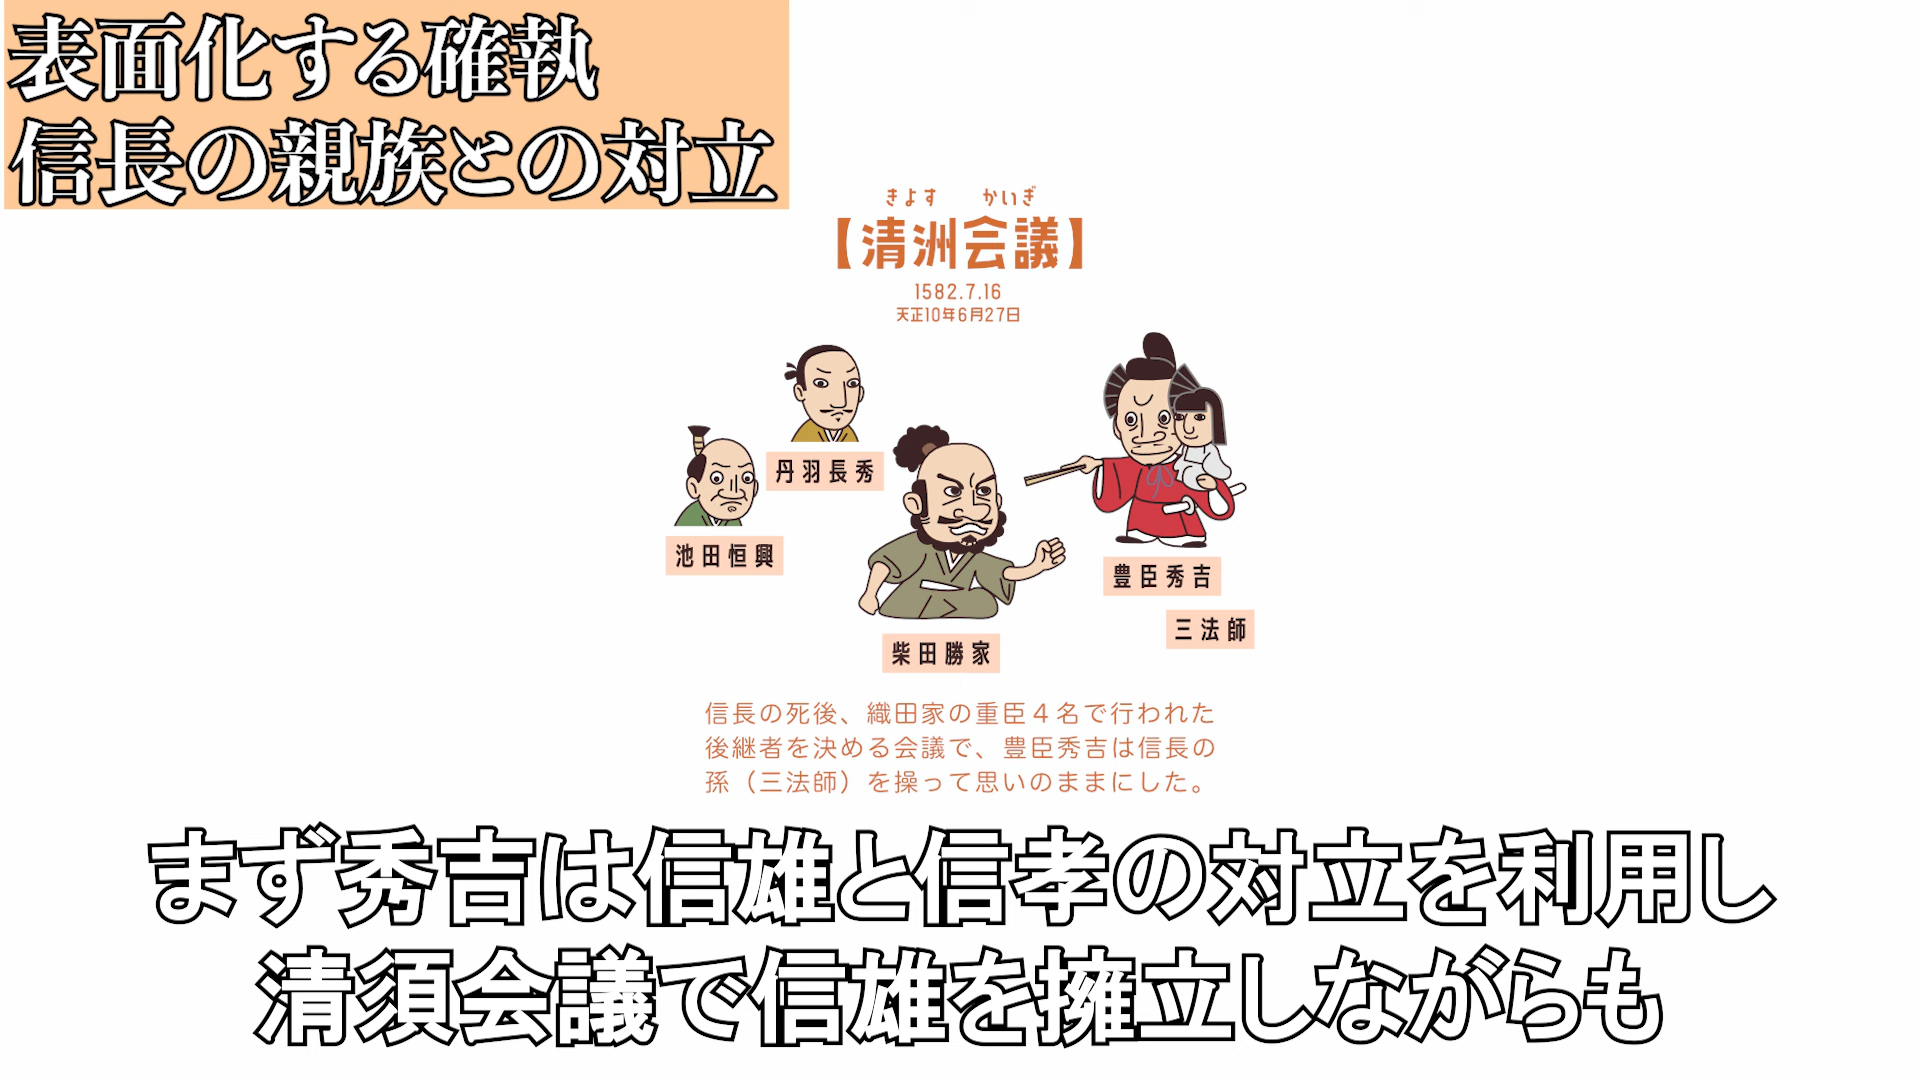 表面化する確執
信長の親族との対立
きよす かいぎ
【清洲会議】
1582.7.16
天正10年6月27日
丹羽長秀
池田恒興
柴田勝家
豊臣秀吉
三法師
信長の死後、織田家の重臣4名で行われた
後継者を決める会議で、豊臣秀吉は信長の
孫（三法師）を操って思いのままにした。
まず秀吉は信雄と信孝の対立を利用し
清須会議で信雄を擁立しながらも